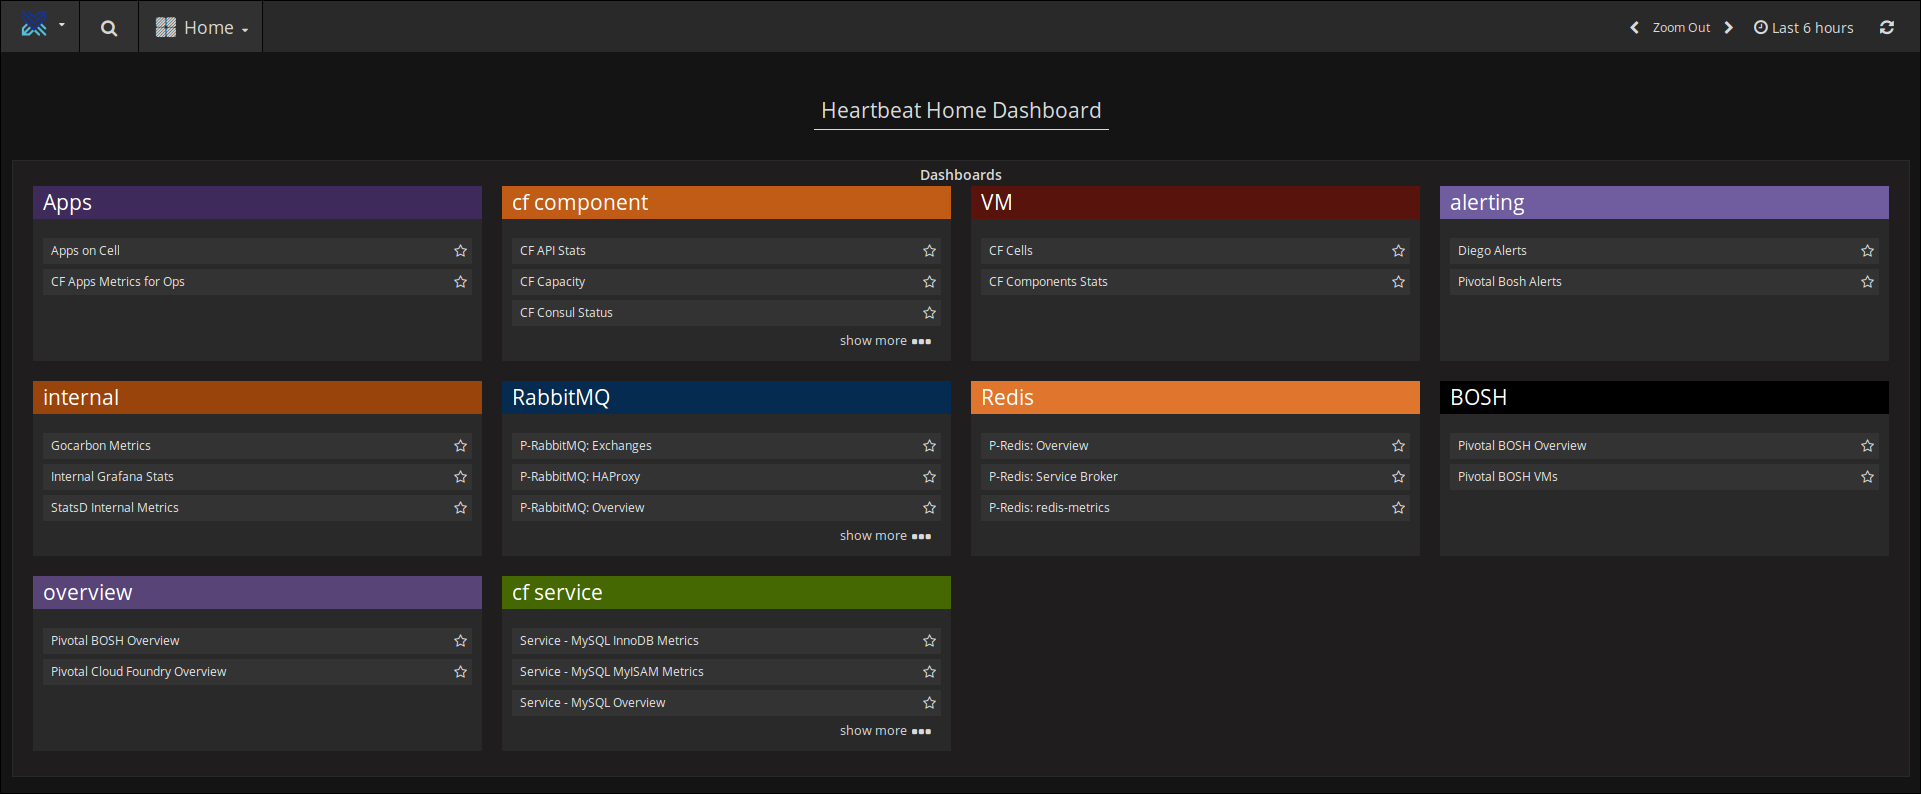 Home
Zoom Out
Last 6 hours
Heartbeat Home Dashboard
Dashboards
Apps
Apps on Cell
CF Apps Metrics for Ops
cf component
CF API Stats
CF Capacity
CF Consul Status
show more
VM
CF Cells
CF Components Stats
alerting
Diego Alerts
Pivotal Bosh Alerts
internal
Gocarbon Metrics
Internal Grafana Stats
StatsD Internal Metrics
RabbitMQ
P-RabbitMQ: Exchanges
P-RabbitMQ: HAProxy
P-RabbitMQ: Overview
show more
Redis
P-Redis: Overview
P-Redis: Service Broker
P-Redis: redis-metrics
BOSH
Pivotal BOSH Overview
Pivotal BOSH VMs
overview
Pivotal BOSH Overview
Pivotal Cloud Foundry Overview
cf service
Service - MySQL InnoDB Metrics
Service - MySQL MyISAM Metrics
Service - MySQL Overview
show more